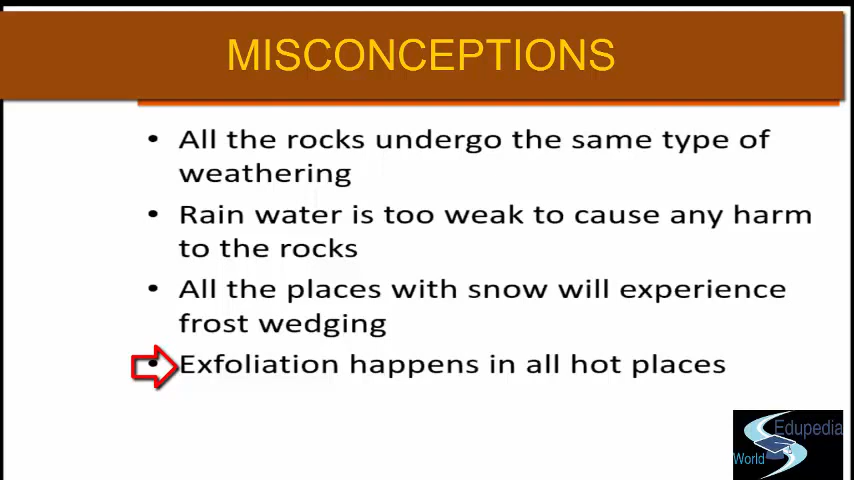 MISCONCEPTIONS
• All the rocks undergo the same type of
weathering
• Rain water is too weak to cause any harm
to the rocks
• All the places with snow will experience
frost wedging
• Exfoliation happens in all hot places
Edupedia
World